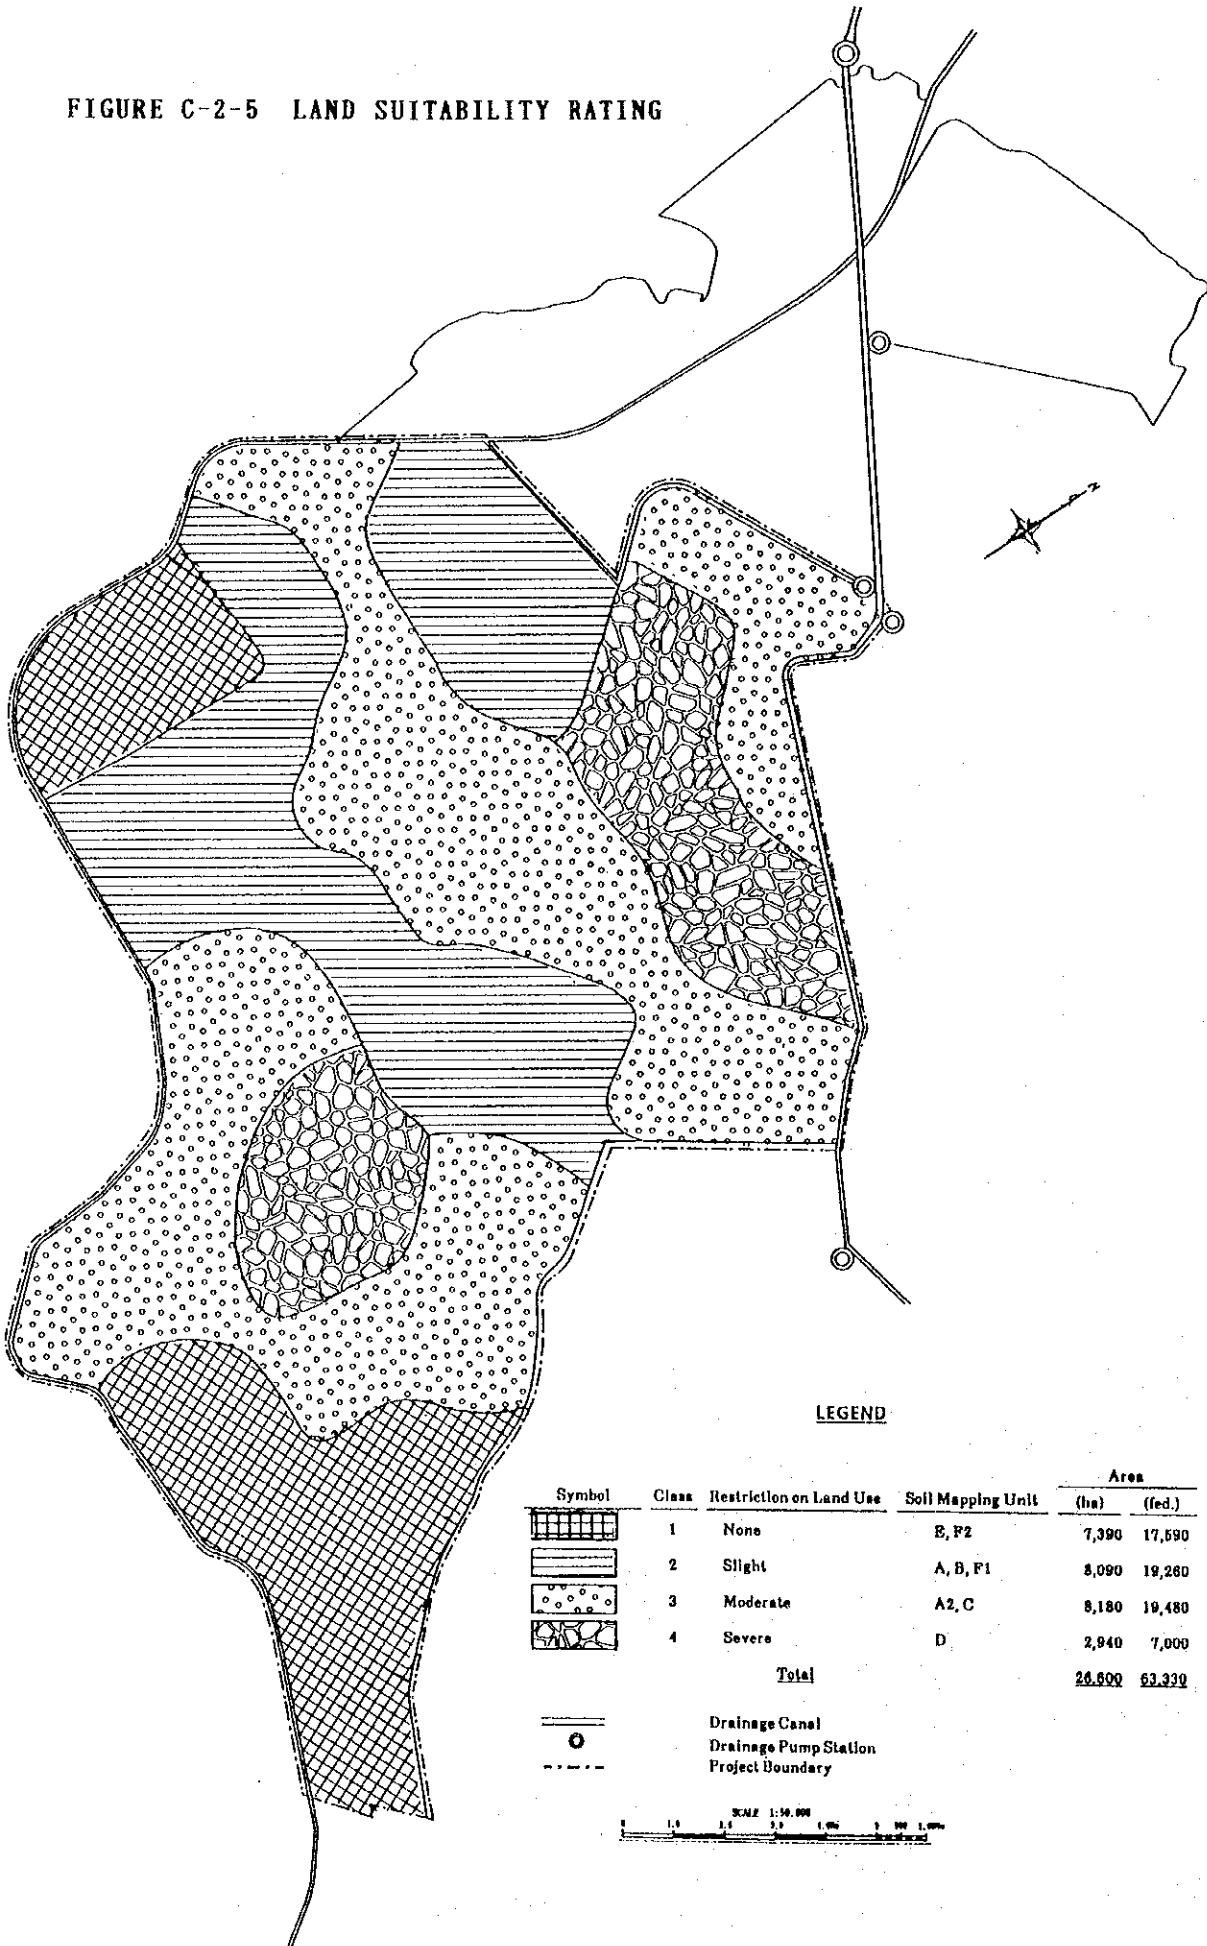 FIGURE C-2-5 LAND SUITABILITY RATING
LEGEND
Area
Symbol Class Restriction on Land Use Soil Mapping Unit (ha) (fed.)
1 None E, F2 7,390 17,590
2 Slight A, B, F1 8,090 19,260
3 Moderate A2, C 8,180 19,480
4 Severe D 2,940 7,000
Total 26,600 63,330
Drainage Canal
Drainage Pump Station
Project Boundary
SCALE